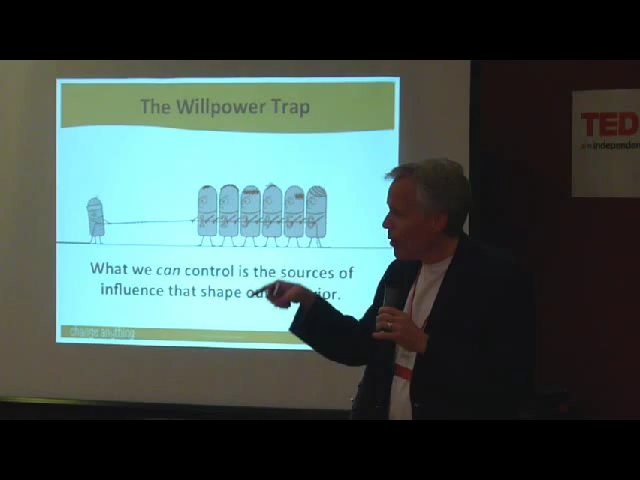 The Willpower Trap
What we can control is the sources of
influence that shape
change anything
TED
independen